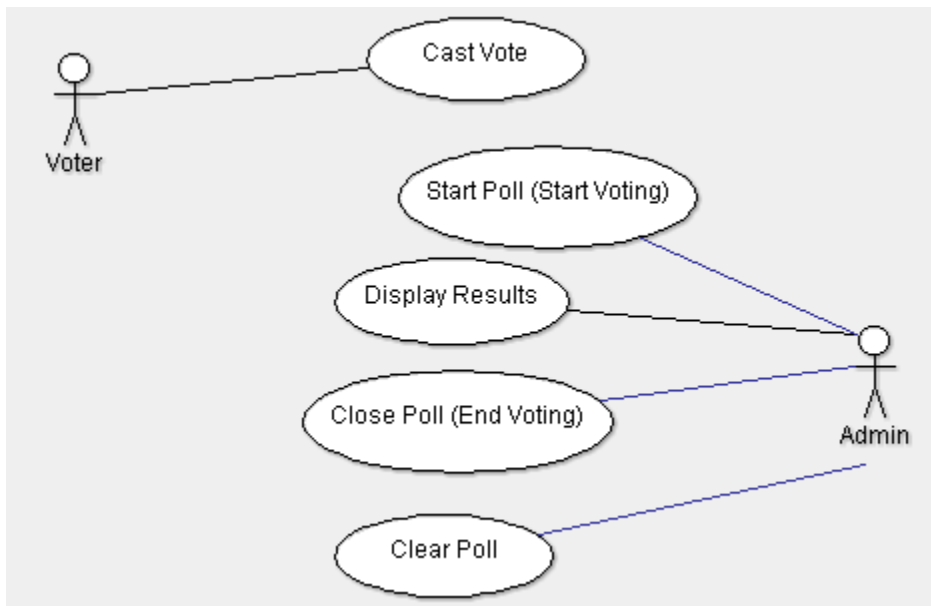 Cast Vote
Voter
Start Poll (Start Voting)
Display Results
Close Poll (End Voting)
Admin
Clear Poll